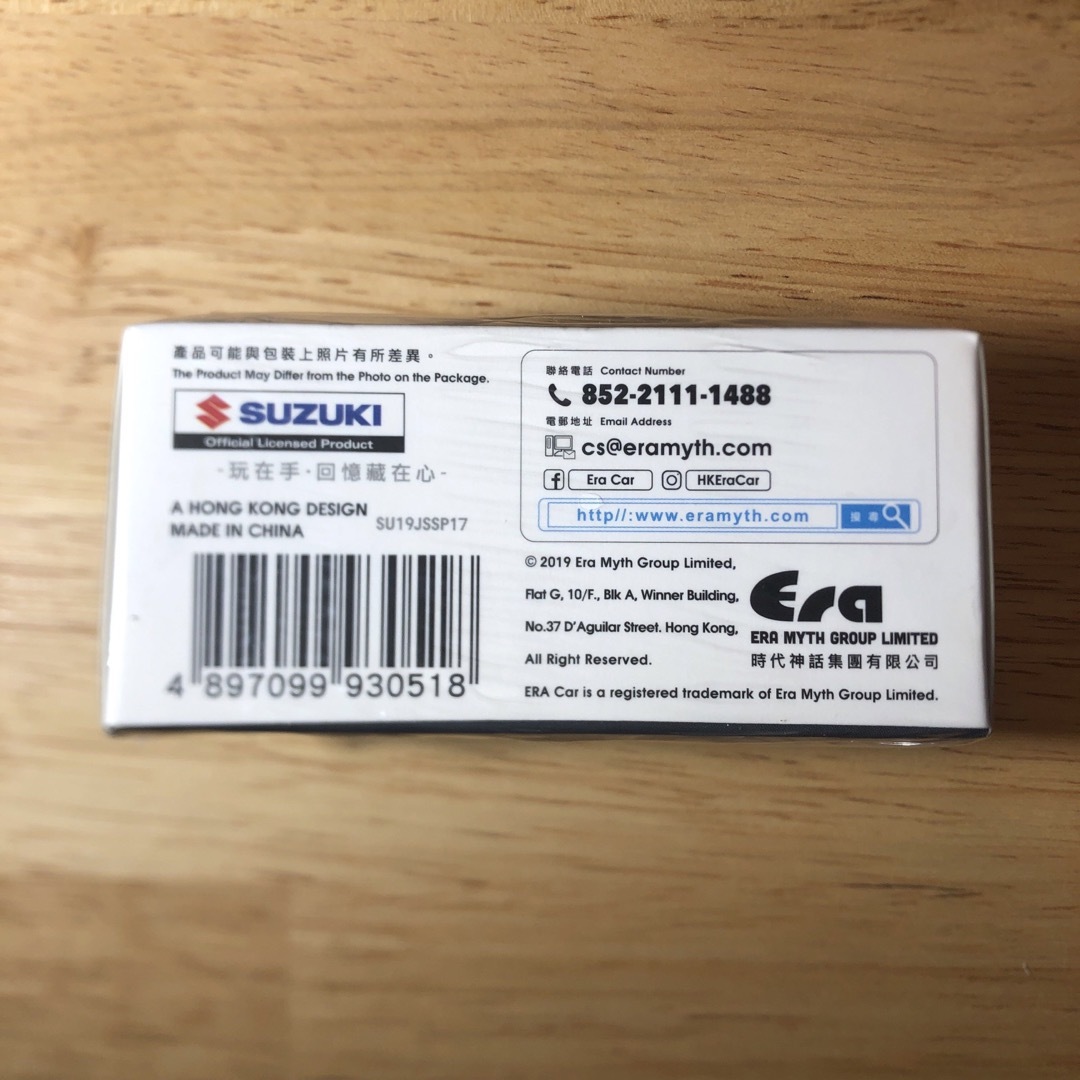 產品可能與包裝上照片有所差異。
The Product May Differ from the Photo on the Package.
SUZUKI
Official Licensed Product
-玩在手·回憶藏在心-
A HONG KONG DESIGN
MADE IN CHINA
SU19JSSP17
4 897099 930518
聯絡電話 Contact Number
852-2111-1488
電郵地址 Email Address
cs@eramyth.com
Era Car
HKEraCar
http//:www.eramyth.com
搜尋
© 2019 Era Myth Group Limited,
Flat G, 10/F., Blk A, Winner Building,
No.37 D’Aguilar Street. Hong Kong,
All Right Reserved.
Era
ERA MYTH GROUP LIMITED
時代神話集團有限公司
ERA Car is a registered trademark of Era Myth Group Limited.